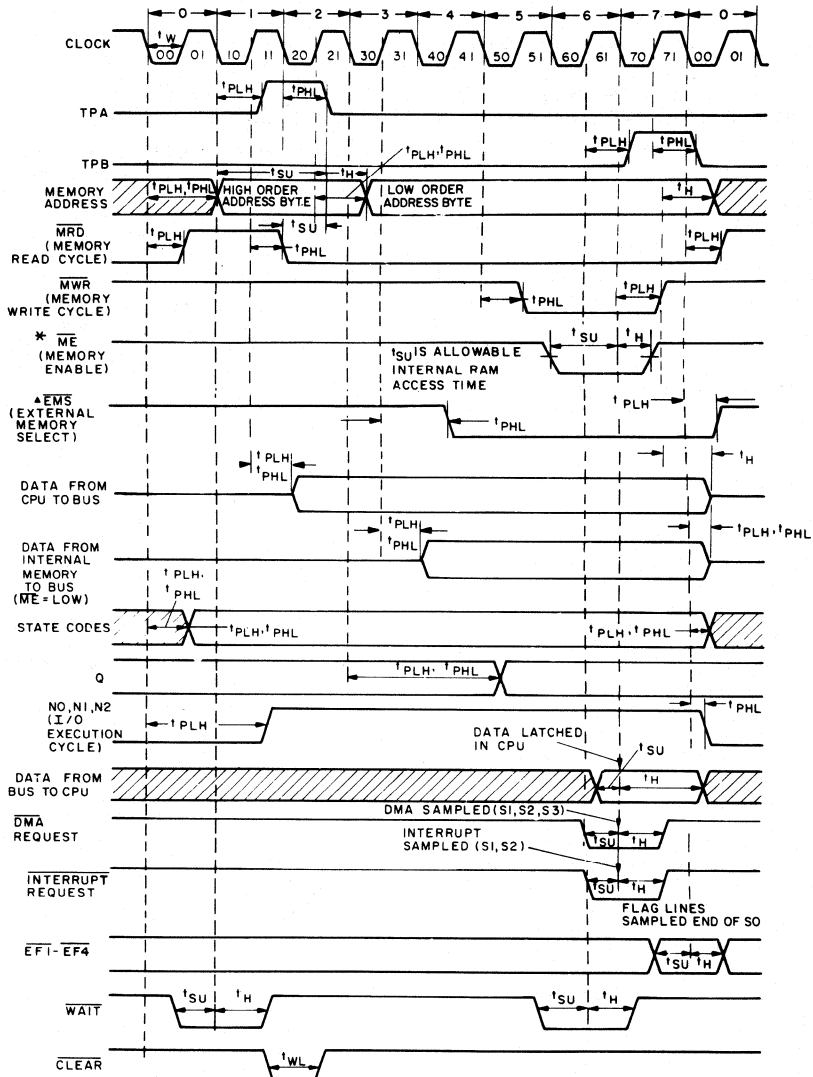 0 1 2 3 4 5 6 7 0
CLOCK
tW
00 01 10 11 20 21 30 31 40 41 50 51 60 61 70 71 00 01
tPLH tPHL
TPA
tPLH tPHL
TPB
tPLH, tPHL
tSU tH
MEMORY
ADDRESS
tPLH, tPHL
HIGH ORDER
ADDRESS BYTE
LOW ORDER
ADDRESS BYTE
tH
MRD
(MEMORY
READ CYCLE)
tPLH
tSU
tPHL
tPLH
MWR
(MEMORY
WRITE CYCLE)
tPHL
tPLH
* ME
(MEMORY
ENABLE)
tSU tH
tSU IS ALLOWABLE
INTERNAL RAM
ACCESS TIME
▲EMS
(EXTERNAL
MEMORY
SELECT)
tPHL
tPLH
tH
DATA FROM
CPU TO BUS
tPLH
tPHL
tPLH, tPHL
DATA FROM
INTERNAL
MEMORY
TO BUS
(ME = LOW)
tPLH
tPHL
STATE CODES
tPLH,
tPHL
tPLH, tPHL
tPLH, tPHL
Q
tPLH, tPHL
N0, N1, N2
(I/O
EXECUTION
CYCLE)
tPLH
tPHL
DATA LATCHED
IN CPU
tSU
DATA FROM
BUS TO CPU
tH
DMA
REQUEST
DMA SAMPLED (S1, S2, S3)
tSU tH
INTERRUPT
SAMPLED (S1, S2)
INTERRUPT
REQUEST
tSU tH
FLAG LINES
SAMPLED END OF S0
EF1-EF4
tSU tH
WAIT
tSU tH
tSU tH
CLEAR
tWL